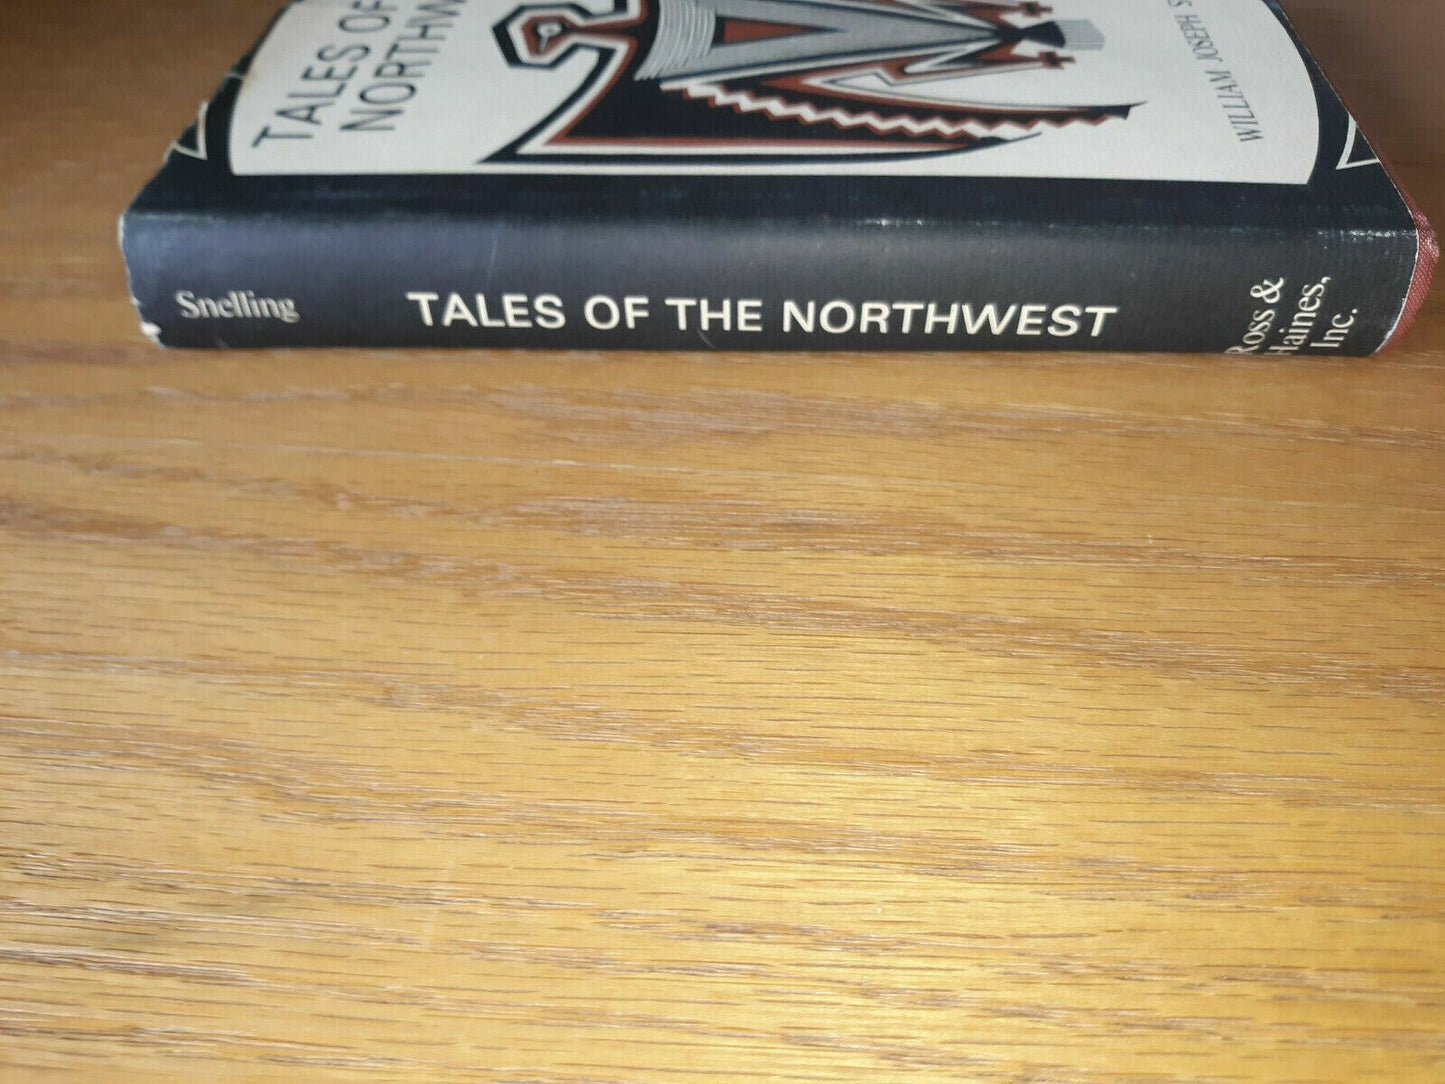 TALES OF
NORTHW
WILLIAM JOSEPH S
Snelling
TALES OF THE NORTHWEST
Ross &
Haines,
Inc.